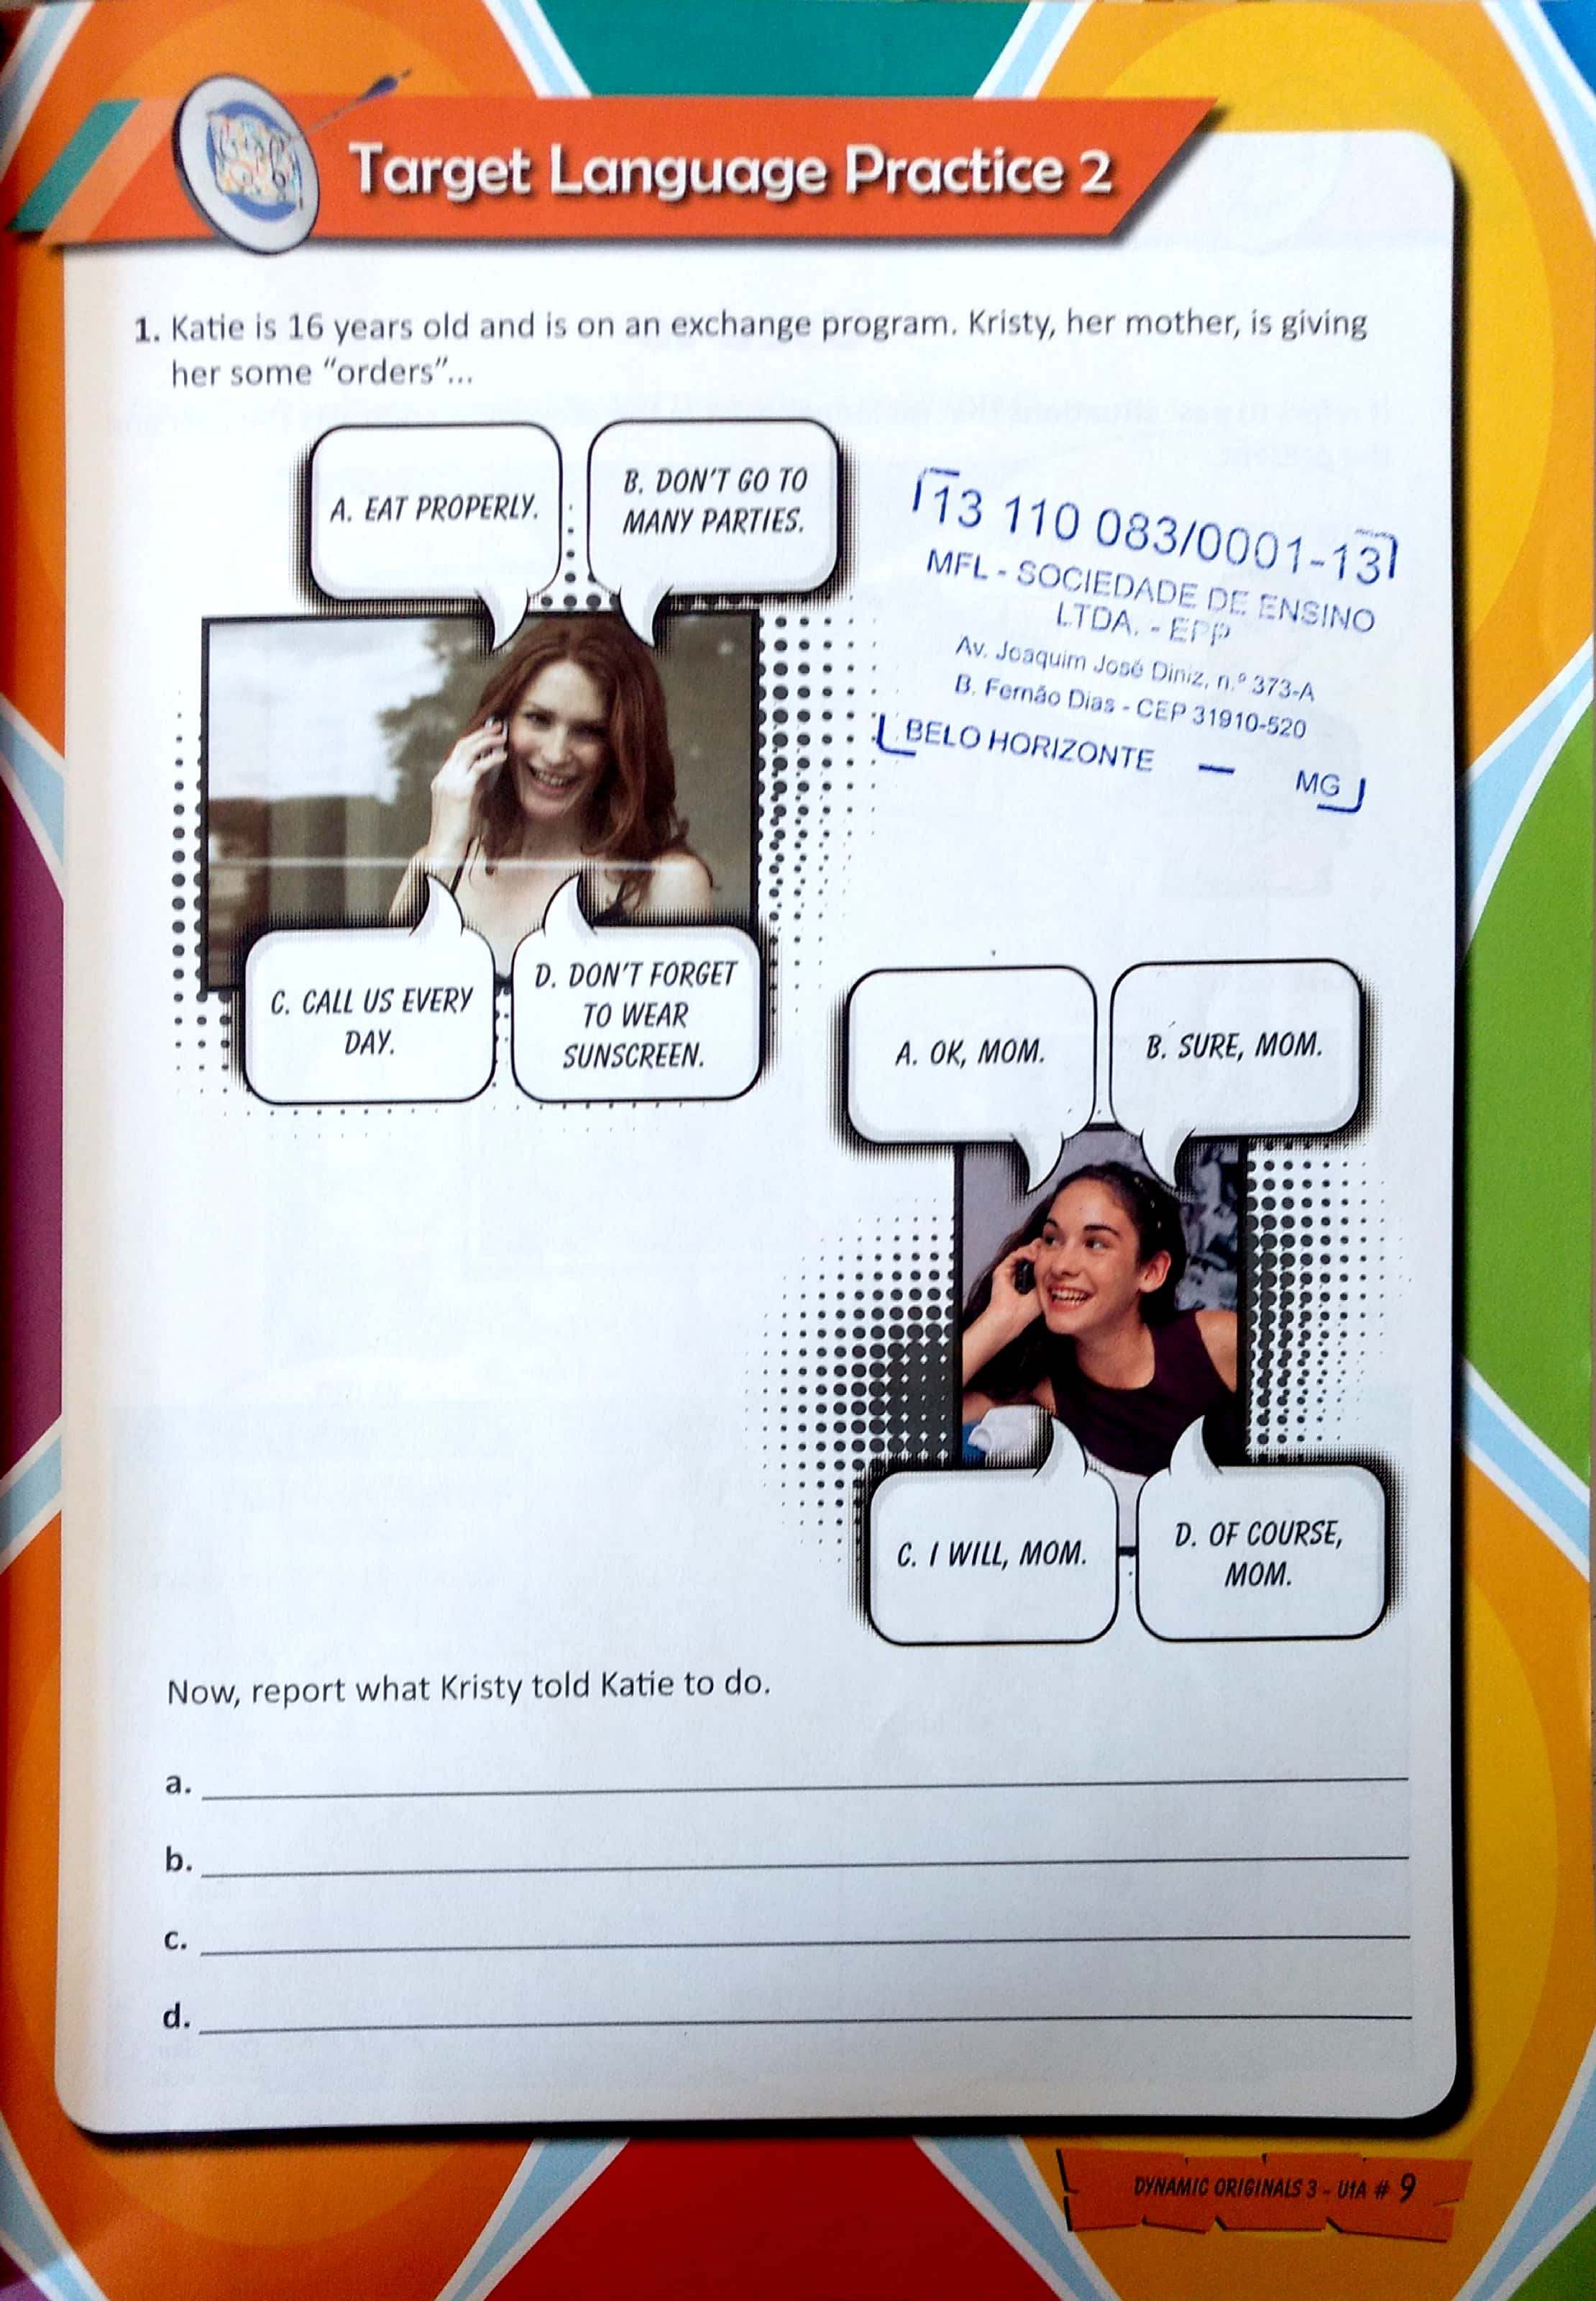 Target Language Practice 2
1. Katie is 16 years old and is on an exchange program. Kristy, her mother, is giving
her some “orders”...
A. EAT PROPERLY.
B. DON'T GO TO
MANY PARTIES.
13 110 083/0001-13
MFL - SOCIEDADE DE ENSINO
LTDA. - EPP
Av. Joaquim José Diniz, n.º 373-A
B. Fernão Dias - CEP 31910-520
BELO HORIZONTE — MG
C. CALL US EVERY
DAY.
D. DON'T FORGET
TO WEAR
SUNSCREEN.
A. OK, MOM.
B. SURE, MOM.
C. I WILL, MOM.
D. OF COURSE,
MOM.
Now, report what Kristy told Katie to do.
a.
b.
c.
d.
DYNAMIC ORIGINALS 3 - U1A # 9